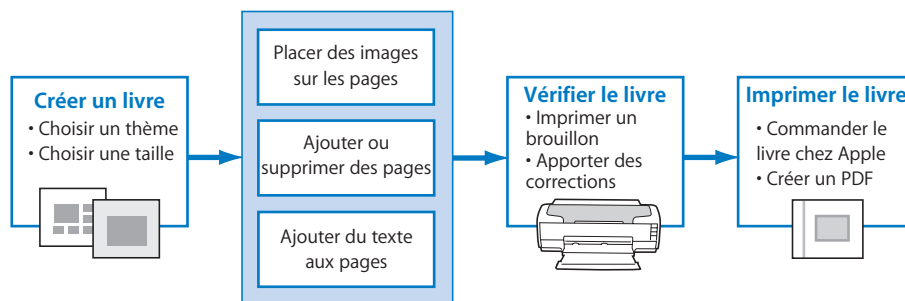 Créer un livre
• Choisir un thème
• Choisir une taille
Placer des images
sur les pages
Ajouter ou
supprimer des pages
Ajouter du texte
aux pages
Vérifier le livre
• Imprimer un
brouillon
• Apporter des
corrections
Imprimer le livre
• Commander le
livre chez Apple
• Créer un PDF